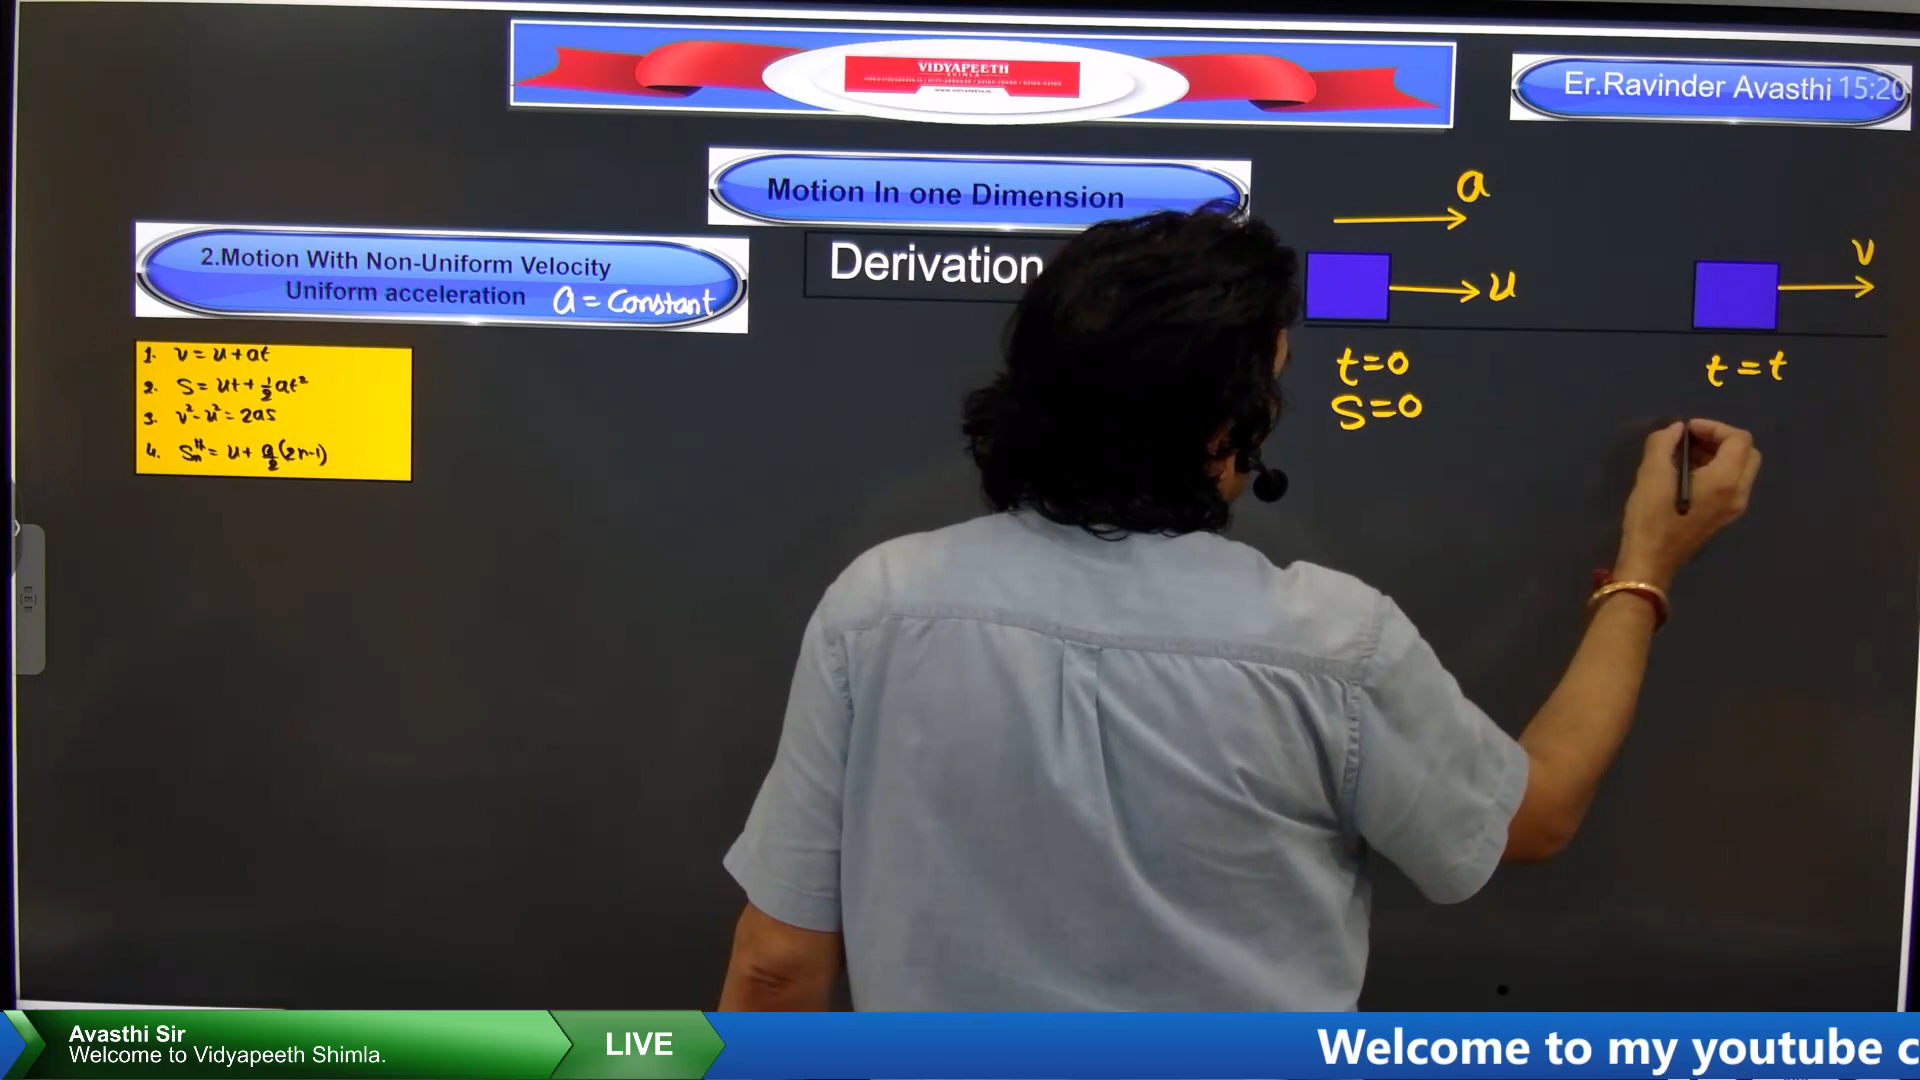 VIDYAPEETH
SHIMLA
Er.Ravinder Avasthi 15:20
Motion In one Dimension
2.Motion With Non-Uniform Velocity
Uniform acceleration a = Constant
Derivation
a
u
v
t=0
S=0
t=t
1. v = u + at
2. S = ut + ½at²
3. v² - u² = 2as
4. Sₙᵗʰ = u + a/2 (2n-1)
Avasthi Sir
Welcome to Vidyapeeth Shimla.
LIVE
Welcome to my youtube c